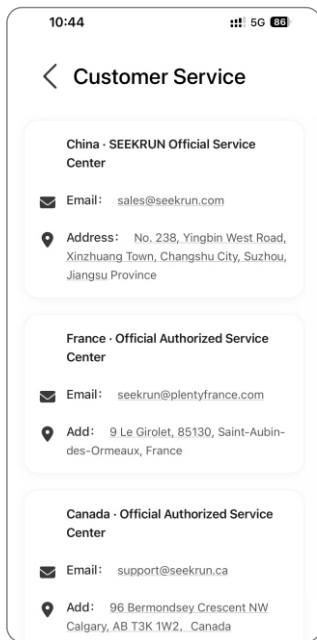 10:44
5G 86
Customer Service
China · SEEKRUN Official Service
Center
Email： sales@seekrun.com
Address： No. 238, Yingbin West Road,
Xinzhuang Town, Changshu City, Suzhou,
Jiangsu Province
France · Official Authorized Service
Center
Email： seekrun@plentyfrance.com
Add： 9 Le Girolet, 85130, Saint-Aubin-
des-Ormeaux, France
Canada · Official Authorized Service
Center
Email： support@seekrun.ca
Add： 96 Bermondsey Crescent NW
Calgary, AB T3K 1W2,  Canada